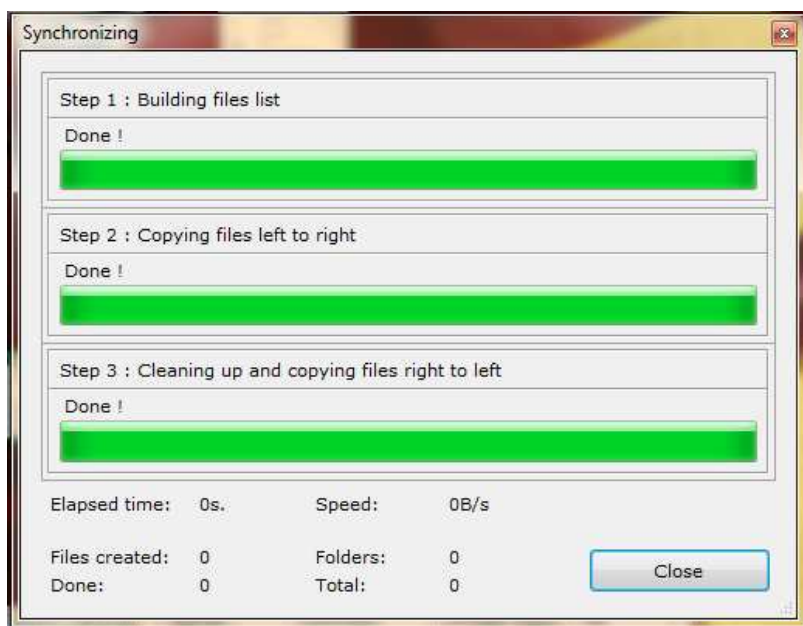 Synchronizing
Step 1 : Building files list
Done !
Step 2 : Copying files left to right
Done !
Step 3 : Cleaning up and copying files right to left
Done !
Elapsed time: 0s. Speed: 0B/s
Files created: 0 Folders: 0
Done: 0 Total: 0
Close